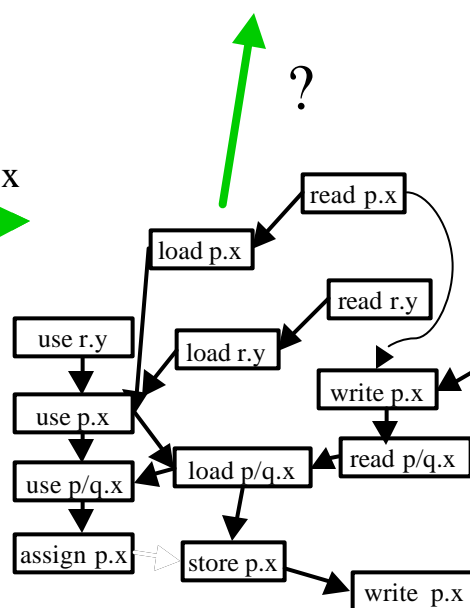 ?
x
read p.x
load p.x
read r.y
use r.y
load r.y
write p.x
use p.x
read p/q.x
load p/q.x
use p/q.x
assign p.x
store p.x
write p.x